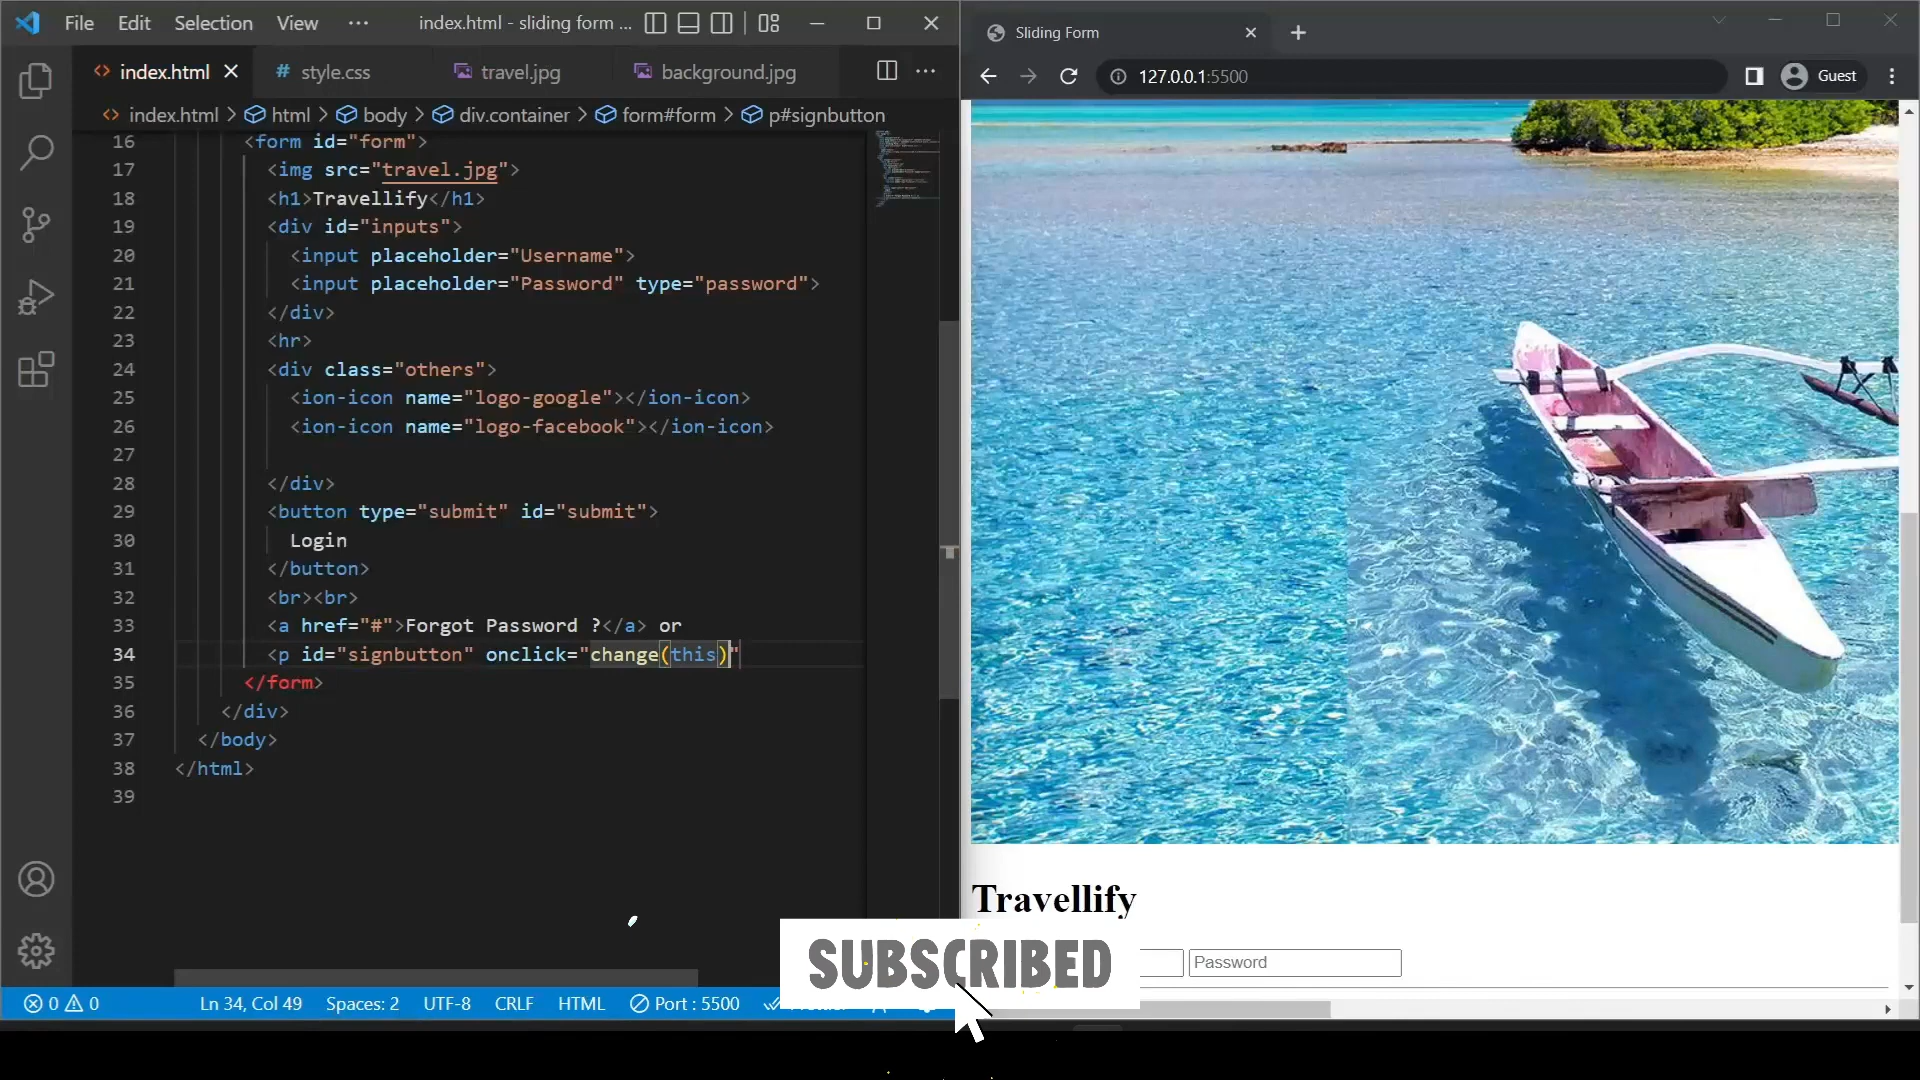 File Edit Selection View ··· index.html - sliding form ...
index.html
# style.css
travel.jpg
background.jpg
index.html > html > body > div.container > form#form > p#signbutton
16 <form id="form">
17 <img src="travel.jpg">
18 <h1>Travellify</h1>
19 <div id="inputs">
20 <input placeholder="Username">
21 <input placeholder="Password" type="password">
22 </div>
23 <hr>
24 <div class="others">
25 <ion-icon name="logo-google"></ion-icon>
26 <ion-icon name="logo-facebook"></ion-icon>
27
28 </div>
29 <button type="submit" id="submit">
30 Login
31 </button>
32 <br><br>
33 <a href="#">Forgot Password ?</a> or
34 <p id="signbutton" onclick="change(this)"
35 </form>
36 </div>
37 </body>
38 </html>
39
0 0 Ln 34, Col 49 Spaces: 2 UTF-8 CRLF HTML Port : 5500
Sliding Form
127.0.0.1:5500
Guest
Travellify
Password
SUBSCRIBED